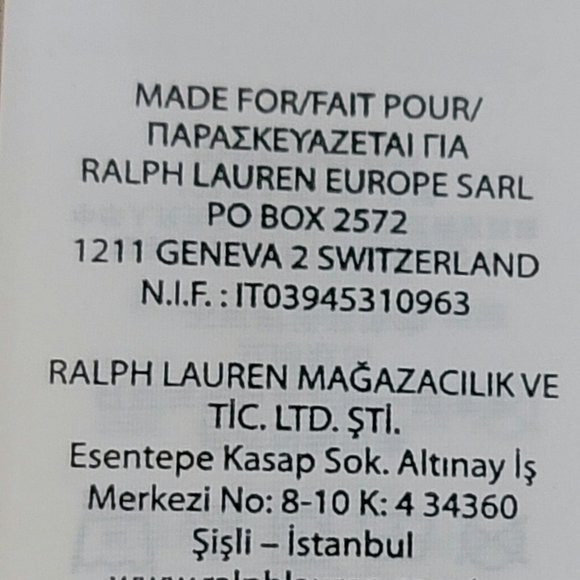 MADE FOR/FAIT POUR/
ΠΑΡΑΣΚΕΥΑΖΕΤΑΙ ΓΙΑ
RALPH LAUREN EUROPE SARL
PO BOX 2572
1211 GENEVA 2 SWITZERLAND
N.I.F. : IT03945310963
RALPH LAUREN MAĞAZACILIK VE
TİC. LTD. ŞTİ.
Esentepe Kasap Sok. Altınay İş
Merkezi No: 8-10 K: 4 34360
Şişli – İstanbul